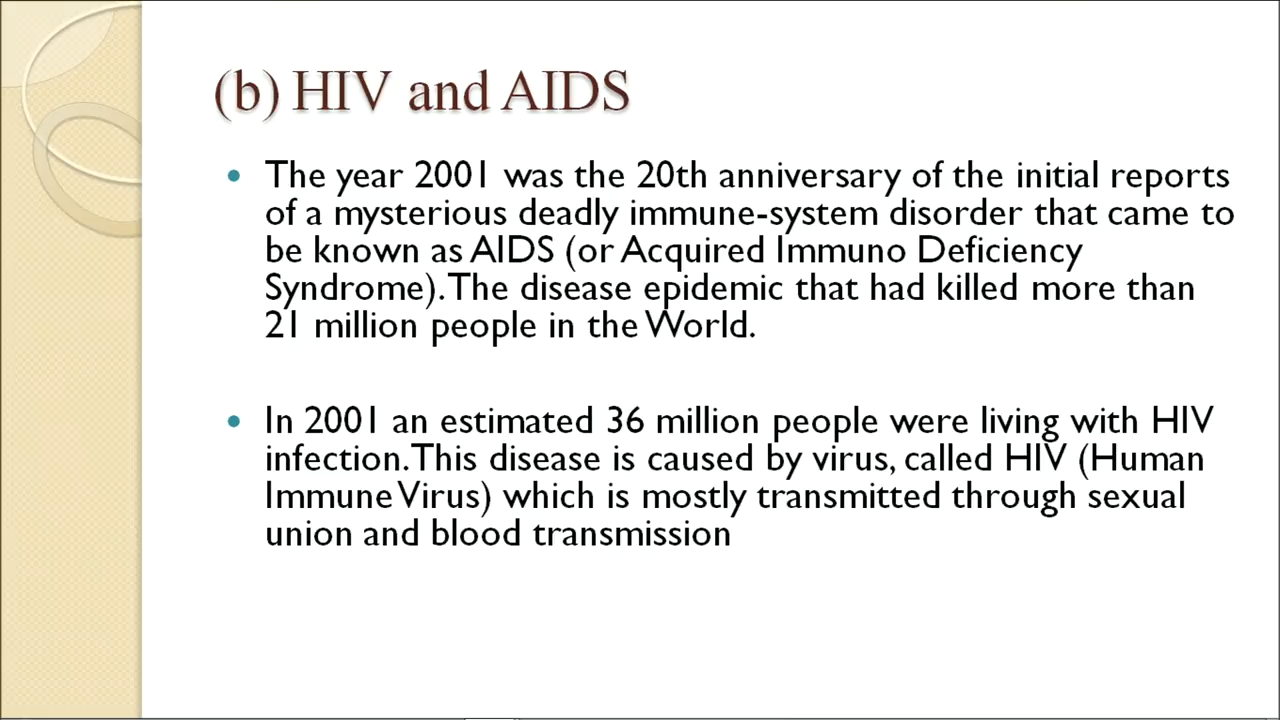 (b) HIV and AIDS
The year 2001 was the 20th anniversary of the initial reports
of a mysterious deadly immune-system disorder that came to
be known as AIDS (or Acquired Immuno Deficiency
Syndrome). The disease epidemic that had killed more than
21 million people in the World.
In 2001 an estimated 36 million people were living with HIV
infection. This disease is caused by virus, called HIV (Human
Immune Virus) which is mostly transmitted through sexual
union and blood transmission